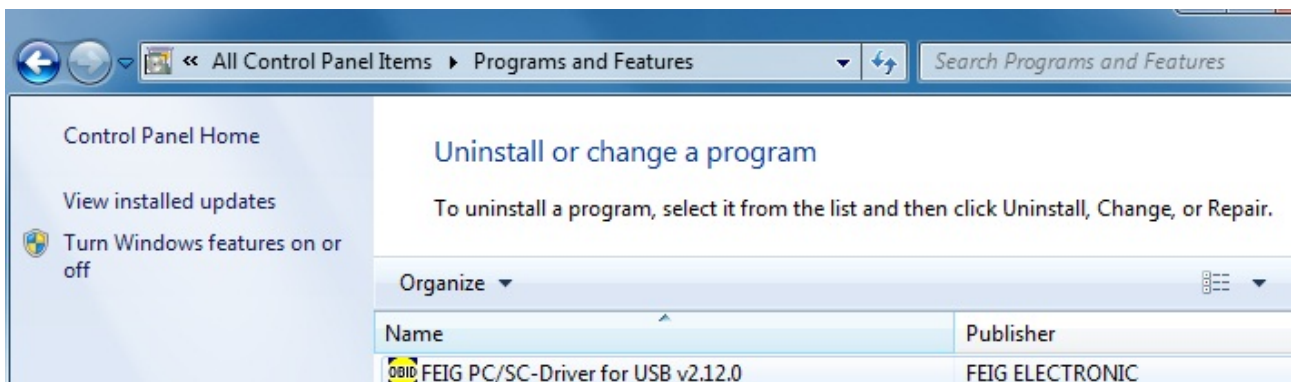 « All Control Panel Items ▸ Programs and Features
Search Programs and Features
Control Panel Home
View installed updates
Turn Windows features on or
off
Uninstall or change a program
To uninstall a program, select it from the list and then click Uninstall, Change, or Repair.
Organize
Name
Publisher
OBID FEIG PC/SC-Driver for USB v2.12.0
FEIG ELECTRONIC